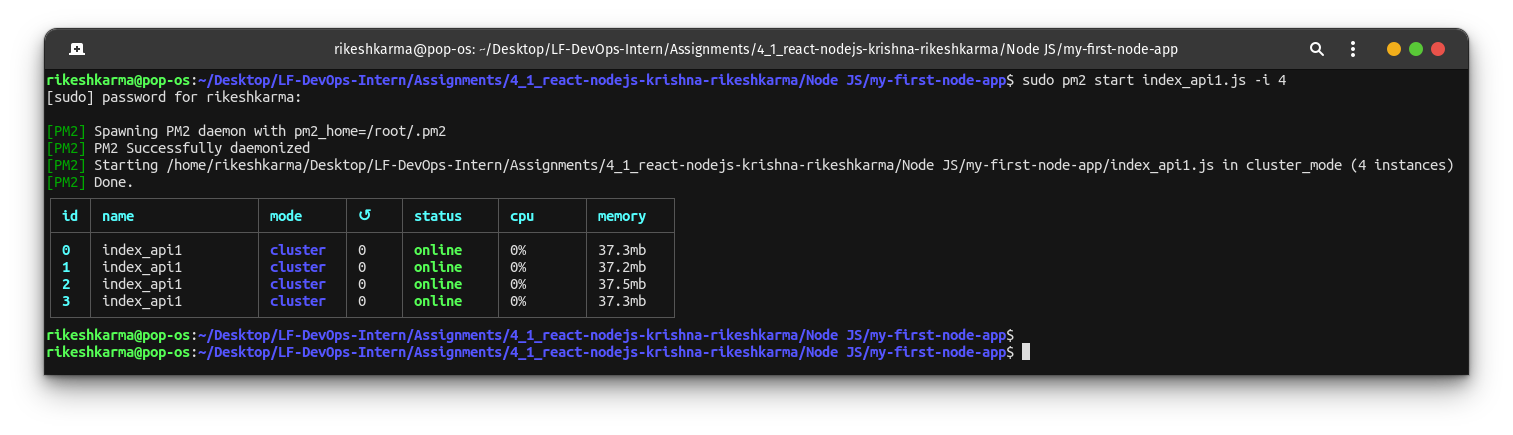 rikeshkarma@pop-os: ~/Desktop/LF-DevOps-Intern/Assignments/4_1_react-nodejs-krishna-rikeshkarma/Node JS/my-first-node-app
rikeshkarma@pop-os:~/Desktop/LF-DevOps-Intern/Assignments/4_1_react-nodejs-krishna-rikeshkarma/Node JS/my-first-node-app$ sudo pm2 start index_api1.js -i 4
[sudo] password for rikeshkarma:
[PM2] Spawning PM2 daemon with pm2_home=/root/.pm2
[PM2] PM2 Successfully daemonized
[PM2] Starting /home/rikeshkarma/Desktop/LF-DevOps-Intern/Assignments/4_1_react-nodejs-krishna-rikeshkarma/Node JS/my-first-node-app/index_api1.js in cluster_mode (4 instances)
[PM2] Done.
id name mode ↺ status cpu memory
0 index_api1 cluster 0 online 0% 37.3mb
1 index_api1 cluster 0 online 0% 37.2mb
2 index_api1 cluster 0 online 0% 37.5mb
3 index_api1 cluster 0 online 0% 37.3mb
rikeshkarma@pop-os:~/Desktop/LF-DevOps-Intern/Assignments/4_1_react-nodejs-krishna-rikeshkarma/Node JS/my-first-node-app$
rikeshkarma@pop-os:~/Desktop/LF-DevOps-Intern/Assignments/4_1_react-nodejs-krishna-rikeshkarma/Node JS/my-first-node-app$